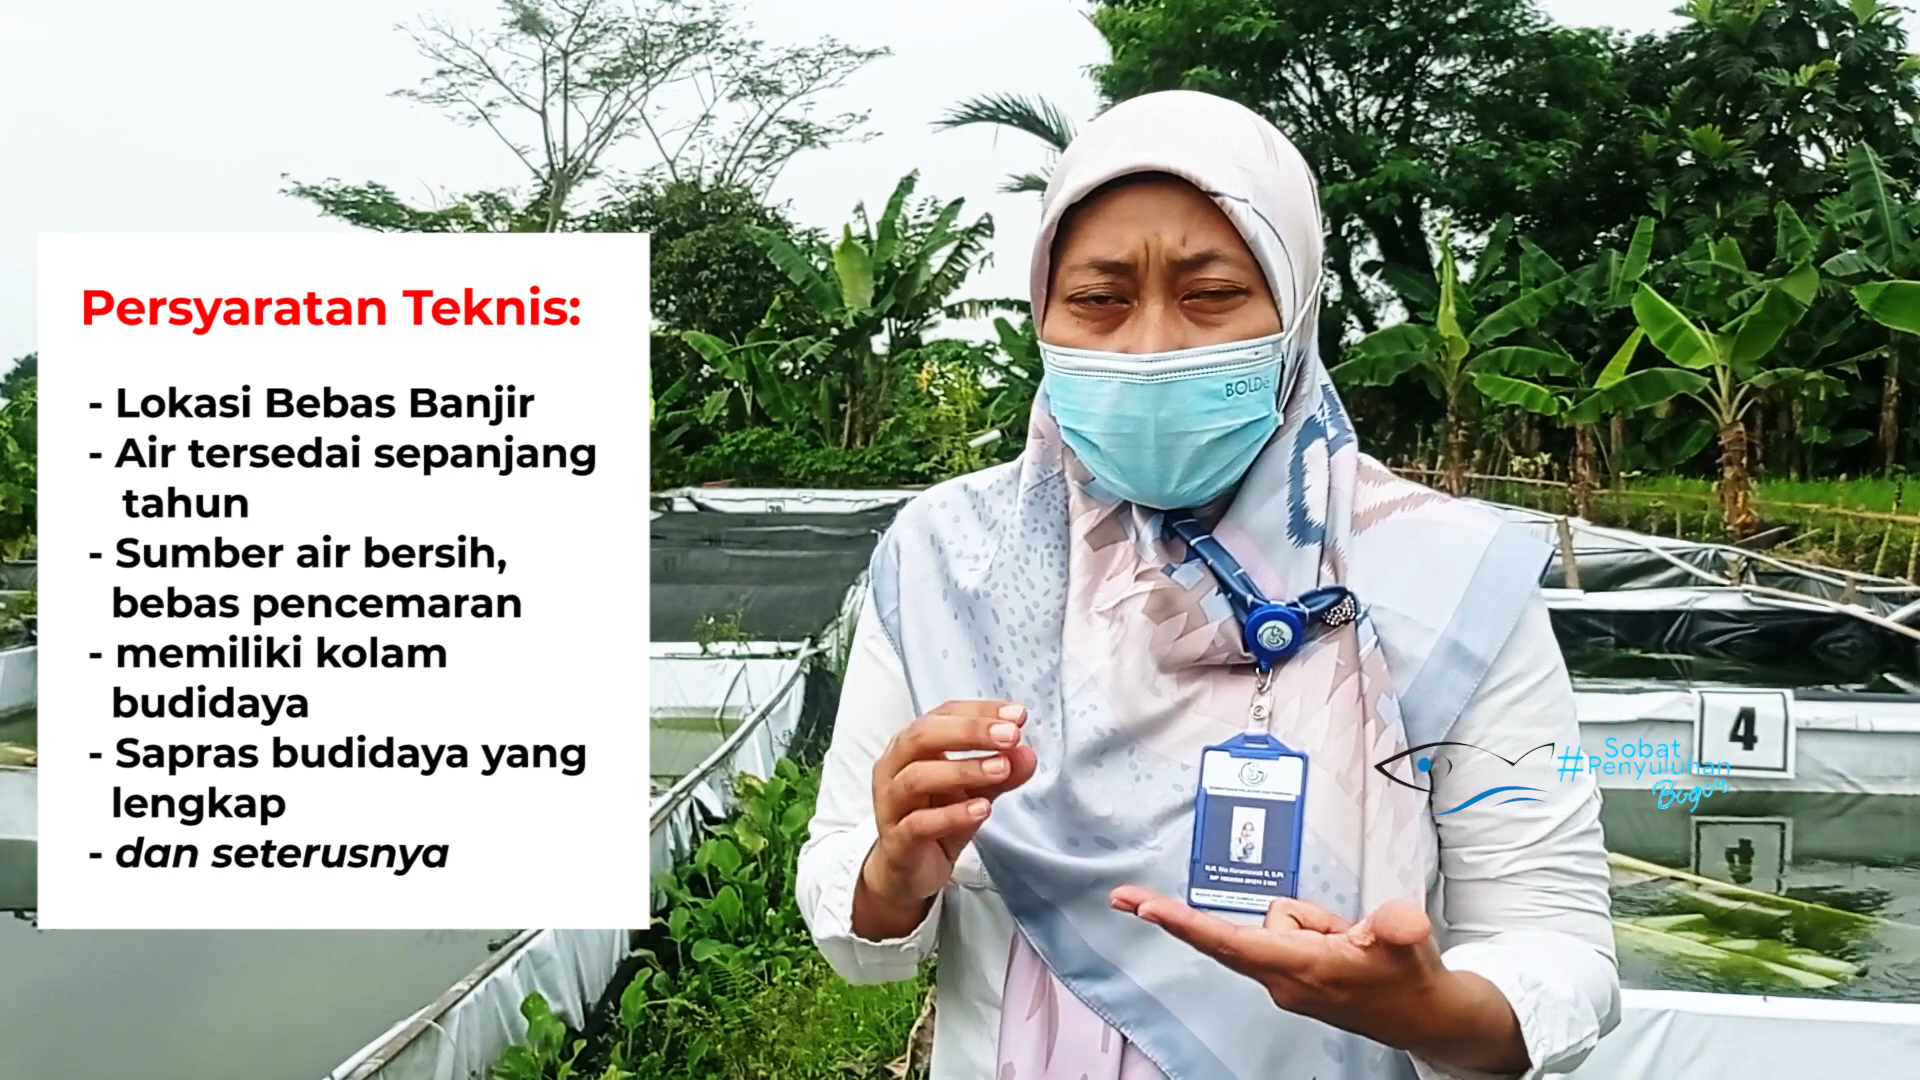 Persyaratan Teknis:
- Lokasi Bebas Banjir
- Air tersedai sepanjang
tahun
- Sumber air bersih,
bebas pencemaran
- memiliki kolam
budidaya
- Sapras budidaya yang
lengkap
- dan seterusnya
BOLDe
4
#Sobat
Penyuluhan
Bogor